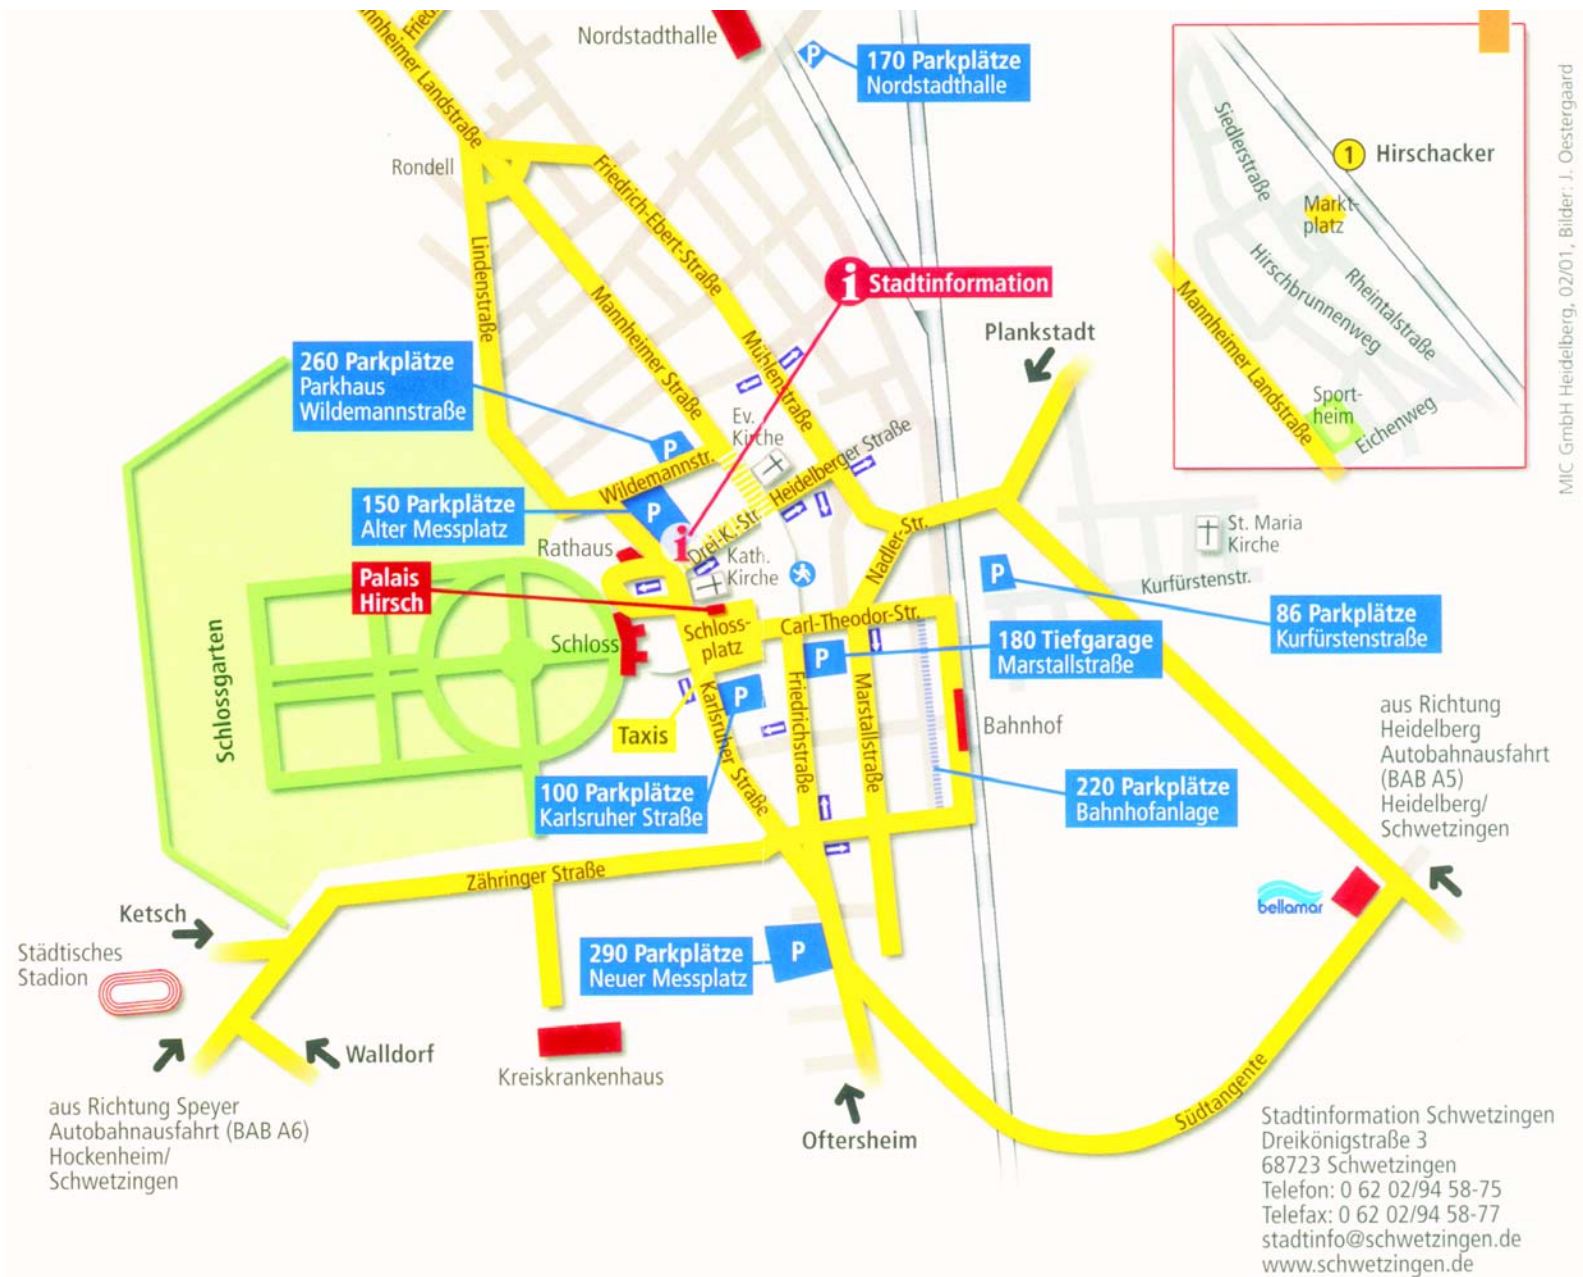 Friedr
Mannheimer Landstraße
Nordstadthalle
P
170 Parkplätze
Nordstadthalle
Rondell
Friedrich-Ebert-Straße
Lindenstraße
Mannheimer Straße
Mühlenstraße
i Stadtinformation
Plankstadt
Siedlerstraße
1 Hirschacker
Markt-
platz
Hirschbrunnenweg
Rheintalstraße
Mannheimer Landstraße
Sport-
heim
Eichenweg
MIC GmbH Heidelberg, 02/01, Bilder: J. Oestergaard
260 Parkplätze
Parkhaus
Wildemannstraße
P
Wildemannstr.
Ev.
Kirche
Heidelberger Straße
150 Parkplätze
Alter Messplatz
P
i
Drei-K.-Str.
Rathaus
Kath.
Kirche
Nadler-Str.
St. Maria
Kirche
Kurfürstenstr.
P
86 Parkplätze
Kurfürstenstraße
Palais
Hirsch
Schlossgarten
Schloss
Schloss-
platz
Carl-Theodor-Str.
P
180 Tiefgarage
Marstallstraße
Taxis
P
Karlsruher Straße
Friedrichstraße
Marstallstraße
Bahnhof
100 Parkplätze
Karlsruher Straße
220 Parkplätze
Bahnhofanlage
aus Richtung
Heidelberg
Autobahnausfahrt
(BAB A5)
Heidelberg/
Schwetzingen
bellamar
Zähringer Straße
Ketsch
Städtisches
Stadion
290 Parkplätze
Neuer Messplatz
P
Walldorf
Kreiskrankenhaus
aus Richtung Speyer
Autobahnausfahrt (BAB A6)
Hockenheim/
Schwetzingen
Oftersheim
Südtangente
Stadtinformation Schwetzingen
Dreikönigstraße 3
68723 Schwetzingen
Telefon: 0 62 02/94 58-75
Telefax: 0 62 02/94 58-77
stadtinfo@schwetzingen.de
www.schwetzingen.de